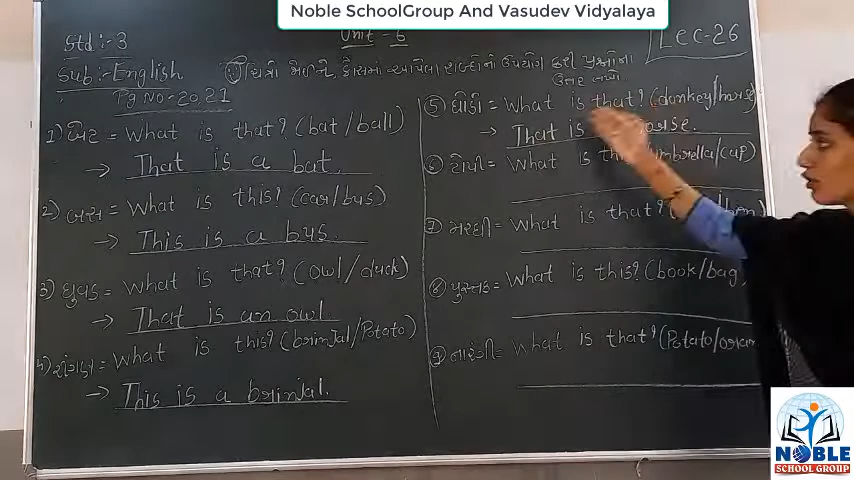 Noble SchoolGroup And Vasudev Vidyalaya
Std :- 3
Unit - 6
Lec-26
Sub :- English
ચિત્રો જોઈને કૌંસમાં આપેલા શબ્દોનો ઉપયોગ કરી પ્રશ્નોના
ઉત્તર લખો.
Pg No - 20,21
1) બેટ = What is that? (bat/ball)
→ That is a bat.
2) બસ = What is this? (car/bus)
→ This is a bus.
3) ઘુવડ = What is that? (owl/duck)
→ That is an owl.
4) રીંગણ = What is this? (brinJal/Potato)
→ This is a brinJal.
5) ઘોડો = What is that? (donkey/horse)
→ That is horse.
6) ટોપી = What is this umbrella/cap)
7) મરઘી = What is that? hen)
8) પુસ્તક = What is this? (book/bag)
9) નારંગી = What is that? (Potato/
NOBLE
SCHOOL GROUP